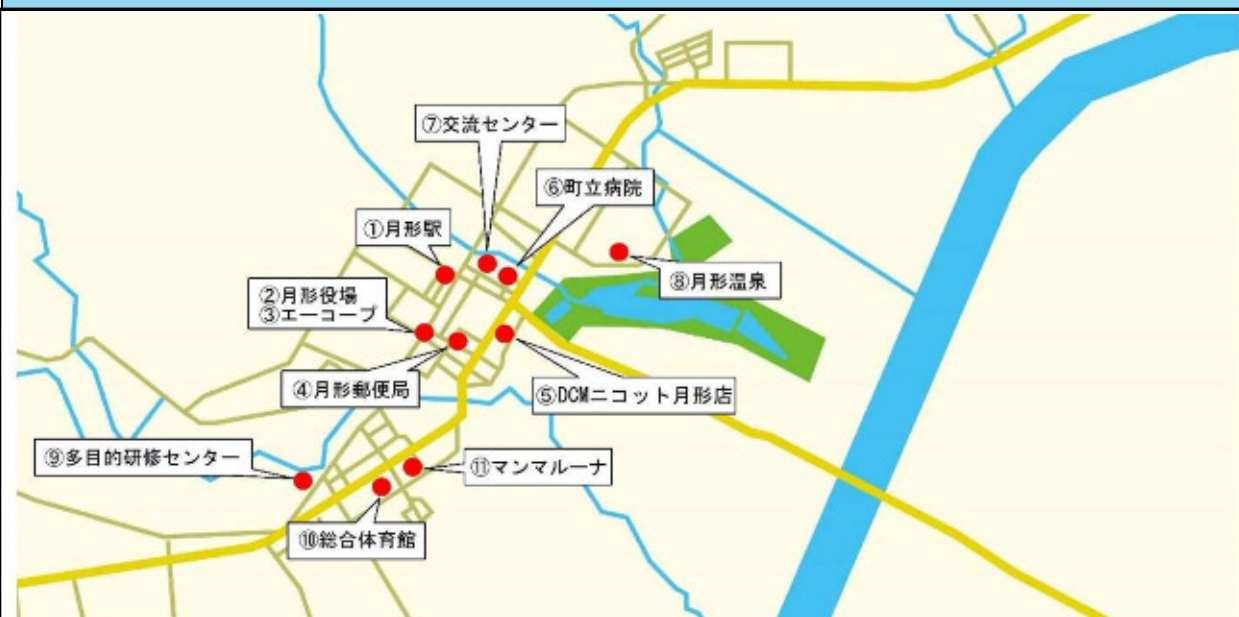 ⑦交流センター
⑥町立病院
①月形駅
⑧月形温泉
②月形役場
③エーコープ
④月形郵便局
⑤DCMニコット月形店
⑨多目的研修センター
⑪マンマルーナ
⑩総合体育館